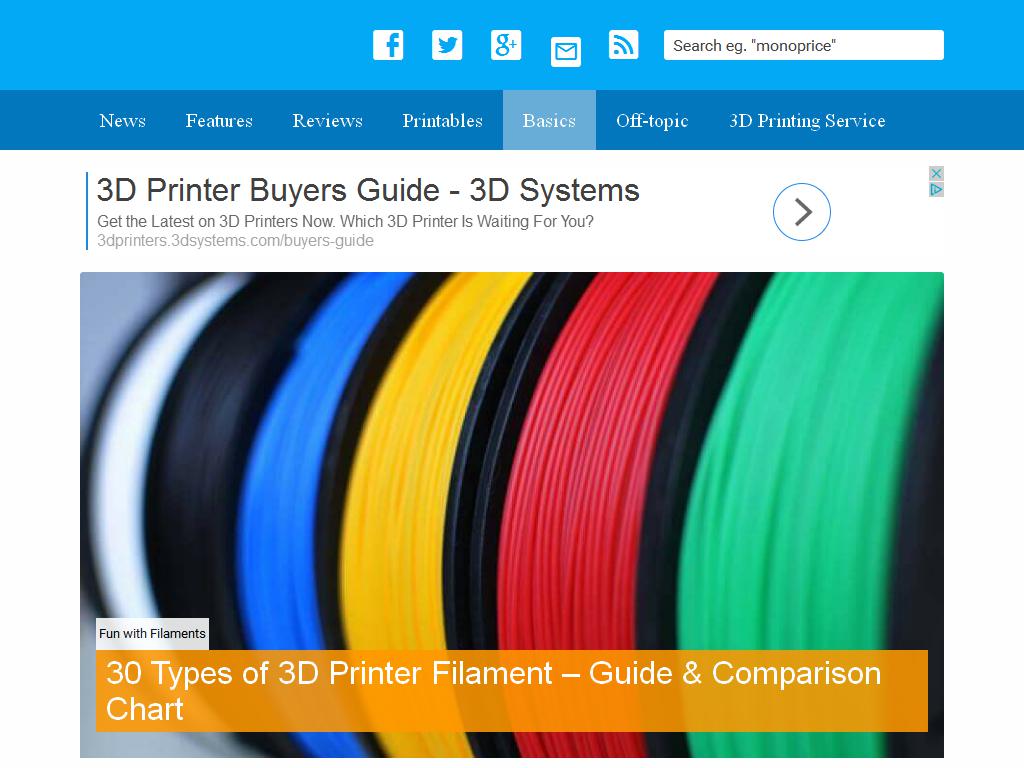 Search eg. "monoprice"
News Features Reviews Printables Basics Off-topic 3D Printing Service
3D Printer Buyers Guide - 3D Systems
Get the Latest on 3D Printers Now. Which 3D Printer Is Waiting For You?
3dprinters.3dsystems.com/buyers-guide
Fun with Filaments
30 Types of 3D Printer Filament – Guide & Comparison
Chart